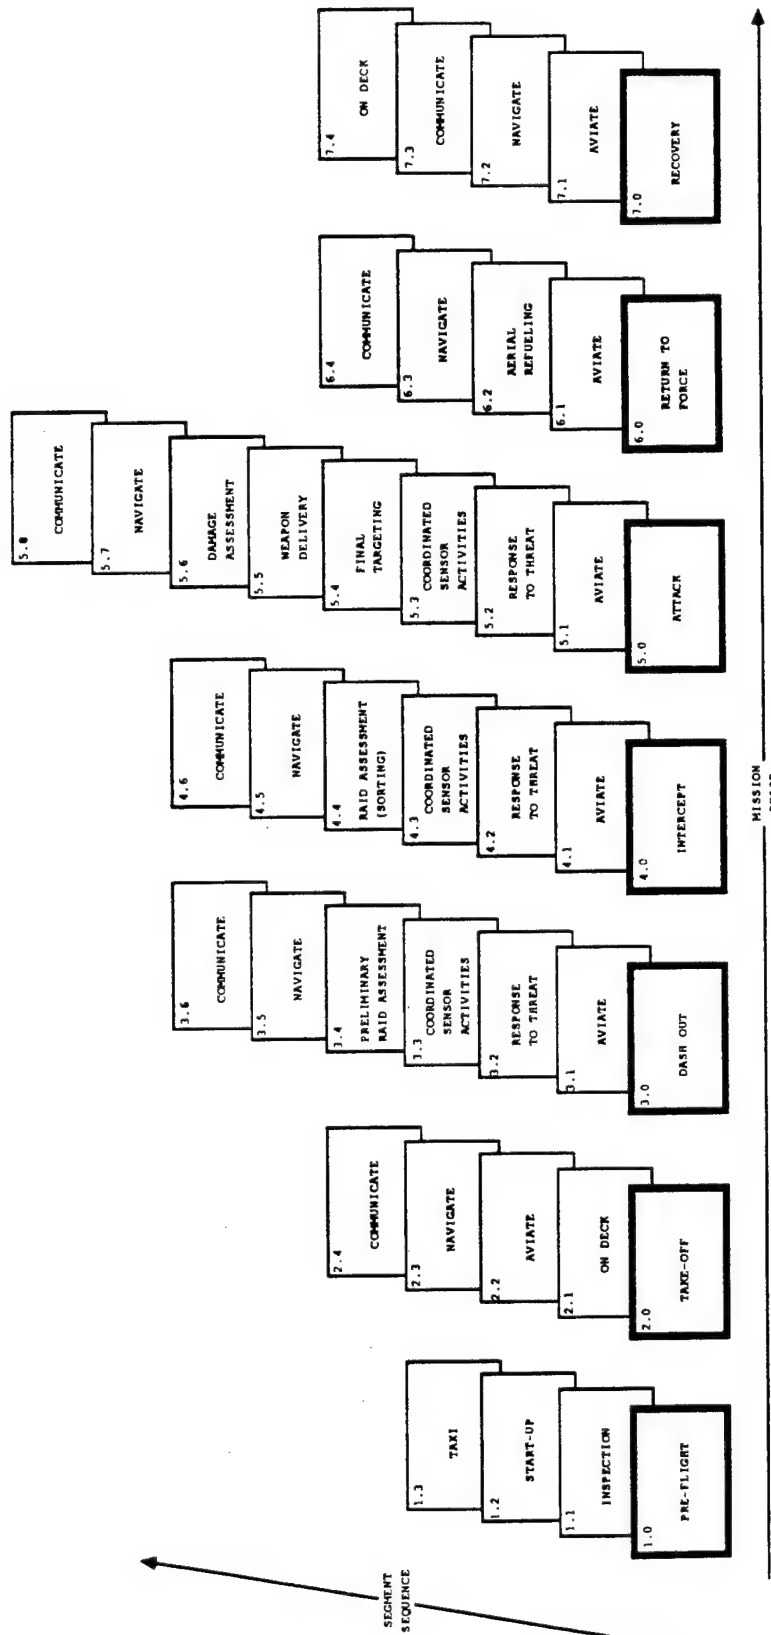 1.3
TAXI
1.2
START-UP
1.1
INSPECTION
1.0
PRE-FLIGHT
2.4
COMMUNICATE
2.3
NAVIGATE
2.2
AVIATE
2.1
ON DECK
2.0
TAKE-OFF
3.6
COMMUNICATE
3.5
NAVIGATE
3.4
PRELIMINARY
RAID ASSESSMENT
3.3
COORDINATED
SENSOR
ACTIVITIES
3.2
RESPONSE
TO THREAT
3.1
AVIATE
3.0
DASH OUT
4.6
COMMUNICATE
4.5
NAVIGATE
4.4
RAID ASSESSMENT
(SORTING)
4.3
COORDINATED
SENSOR
ACTIVITIES
4.2
RESPONSE
TO THREAT
4.1
AVIATE
4.0
INTERCEPT
5.8
COMMUNICATE
5.7
NAVIGATE
5.6
DAMAGE
ASSESSMENT
5.5
WEAPON
DELIVERY
5.4
FINAL
TARGETING
5.3
COORDINATED
SENSOR
ACTIVITIES
5.2
RESPONSE
TO THREAT
5.1
AVIATE
5.0
ATTACK
6.4
COMMUNICATE
6.3
NAVIGATE
6.2
AERIAL
REFUELING
6.1
AVIATE
6.0
RETURN TO
FORCE
7.4
ON DECK
7.3
COMMUNICATE
7.2
NAVIGATE
7.1
AVIATE
7.0
RECOVERY
SEGMENT
SEQUENCE
MISSION